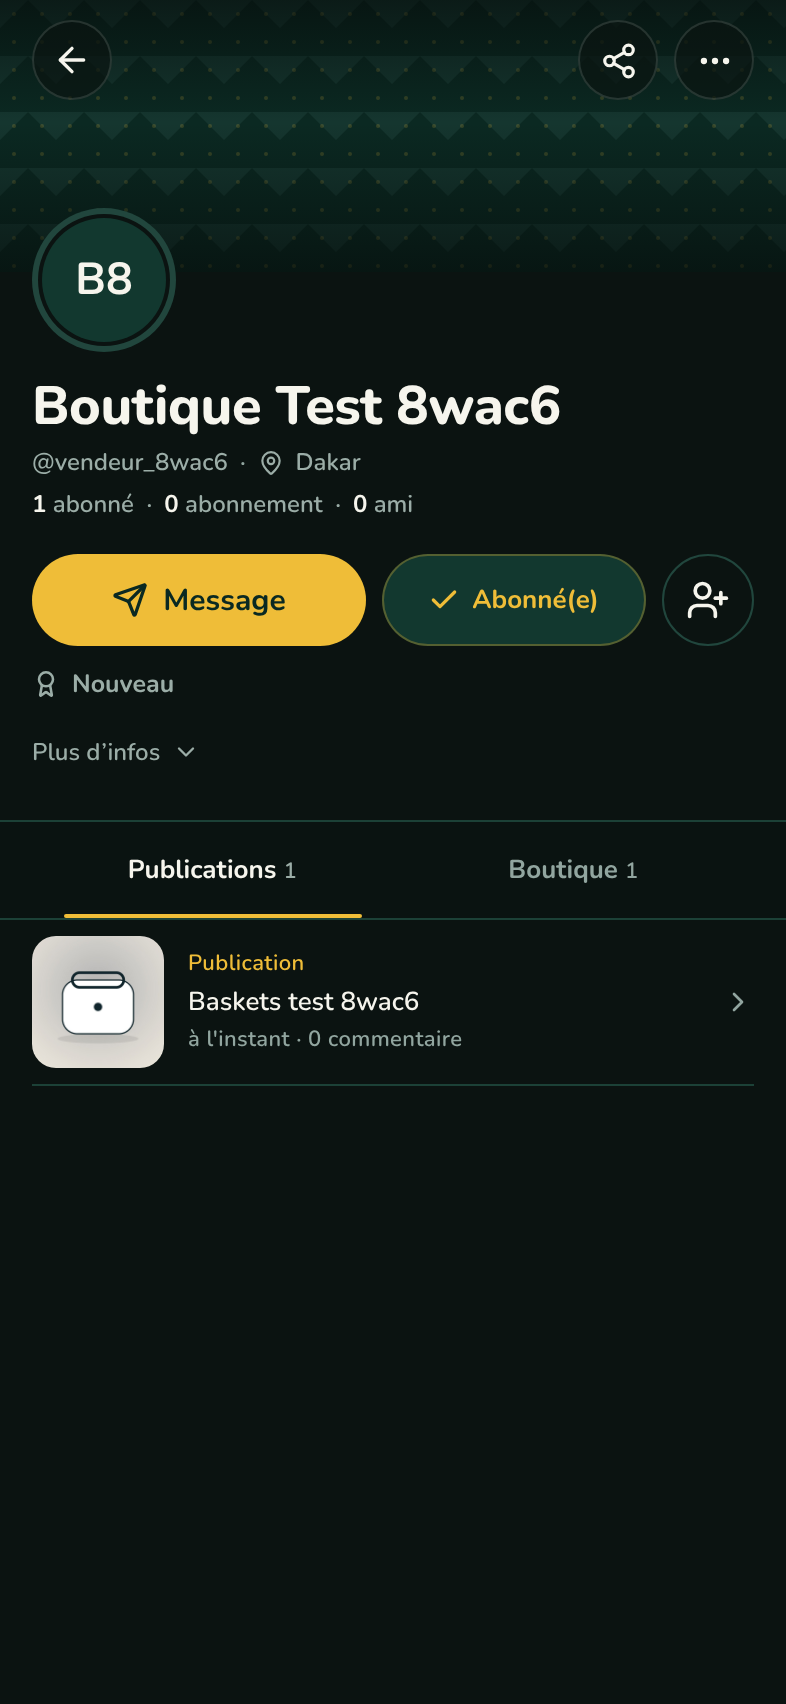 B8
Boutique Test 8wac6
@vendeur_8wac6 · Dakar
1 abonné · 0 abonnement · 0 ami
Message
Abonné(e)
Nouveau
Plus d’infos
Publications 1
Boutique 1
Publication
Baskets test 8wac6
à l'instant · 0 commentaire